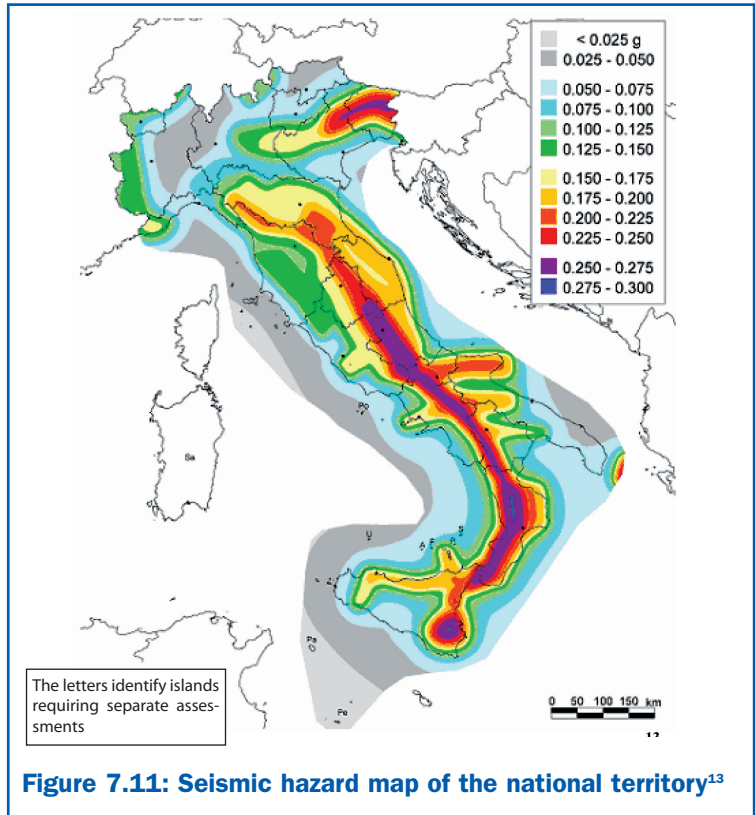 < 0.025 g
0.025 - 0.050
0.050 - 0.075
0.075 - 0.100
0.100 - 0.125
0.125 - 0.150
0.150 - 0.175
0.175 - 0.200
0.200 - 0.225
0.225 - 0.250
0.250 - 0.275
0.275 - 0.300
Po
Sa
U
A
F
S
Pa
Pe
The letters identify islands
requiring separate asses-
sments
0 50 100 150 km
Figure 7.11: Seismic hazard map of the national territory¹³